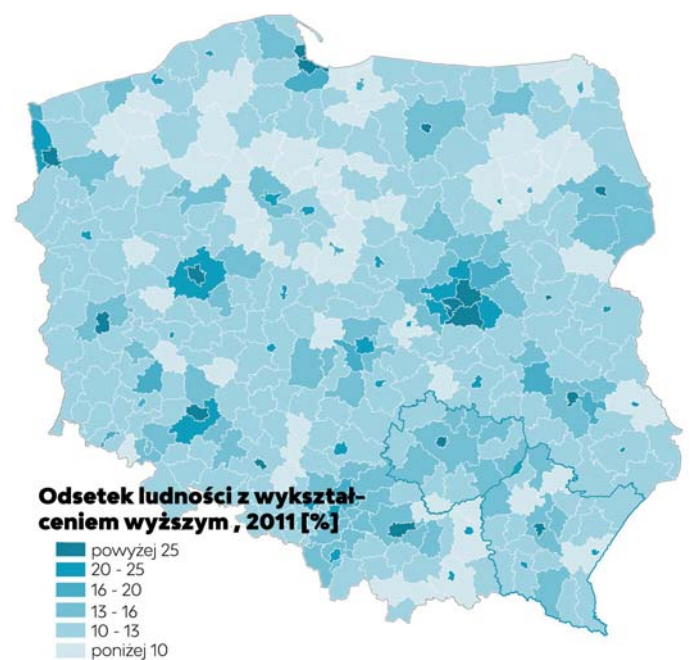 Odsetek ludności z wykształ-
ceniem wyższym , 2011 [%]
powyżej 25
20 - 25
16 - 20
13 - 16
10 - 13
poniżej 10